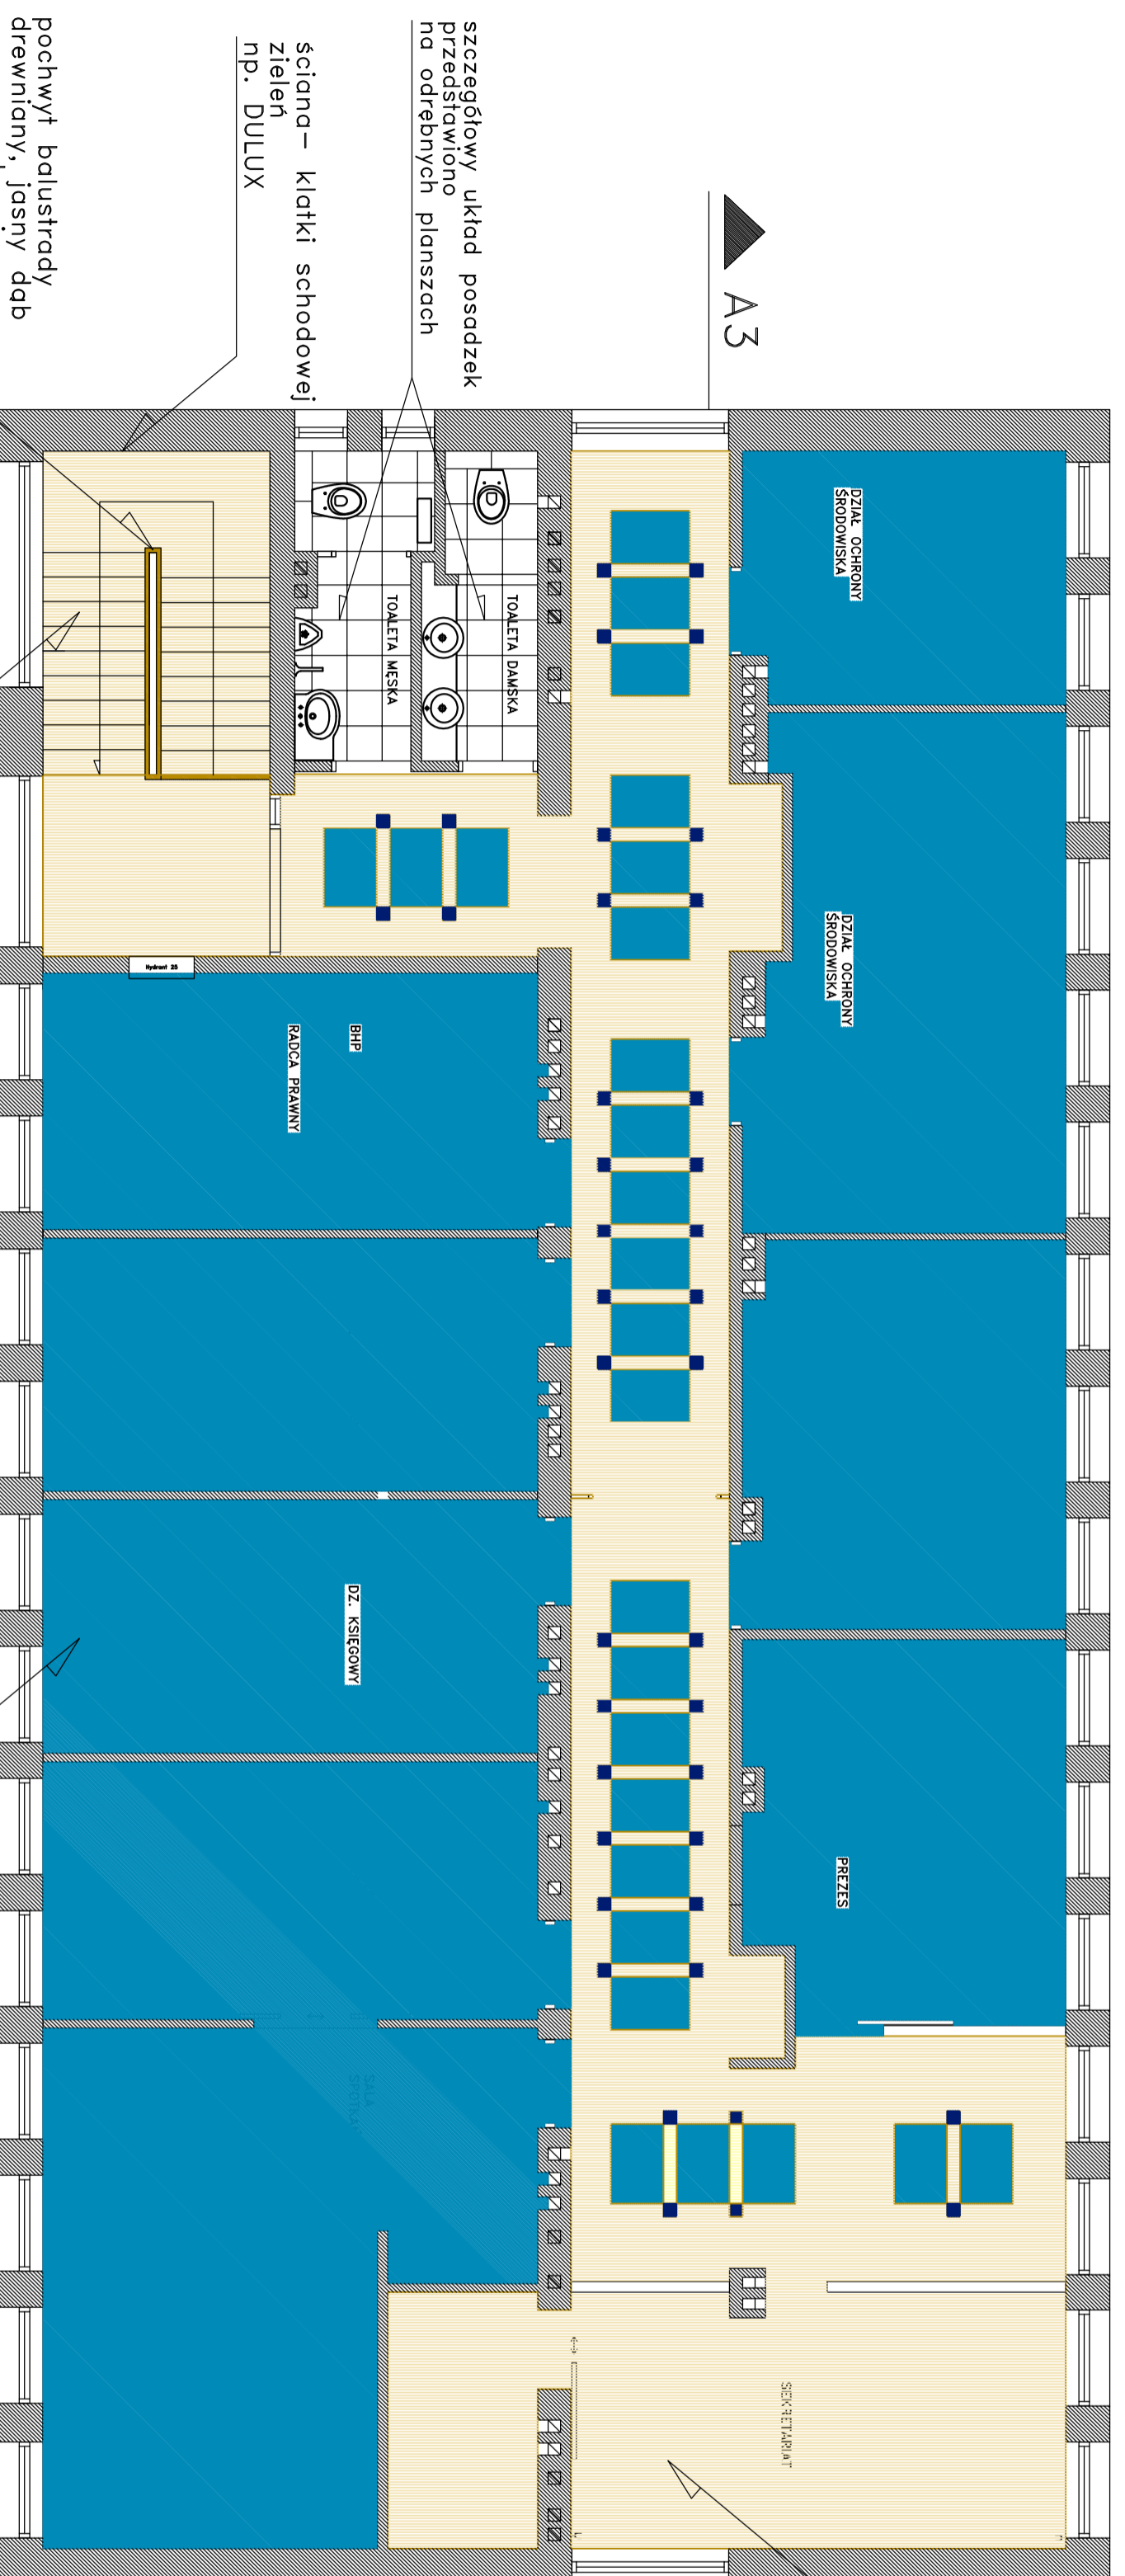 szczegółowy układ posadzek
przedstawiono
na odrębnych planszach
ściana– klatki schodowej
zieleń
np. DULUX
pochwyt balustrady
drewniany, jasny dąb
A3
DZIAŁ OCHRONY
ŚRODOWISKA
TOALETA DAMSKA
TOALETA MĘSKA
DZIAŁ OCHRONY
ŚRODOWISKA
Hydrant 25
BHP
RADCA PRAWNY
DZ. KSIĘGOWY
PREZES
SALA
SEKRETARIAT